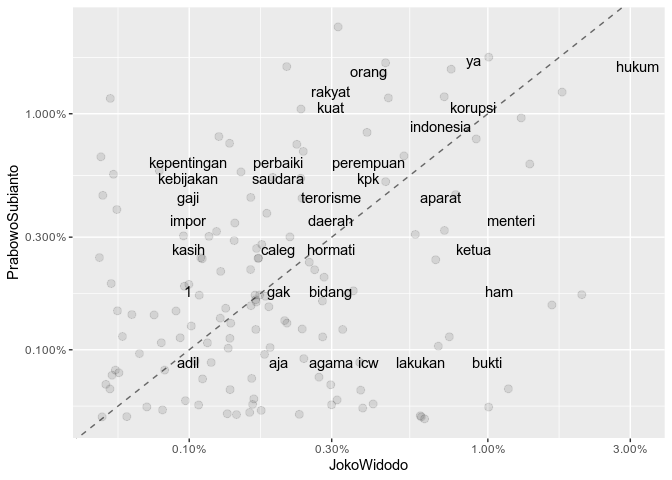 ya
hukum
orang
rakyat
korupsi
kuat
1.000%
indonesia
kepentingan perbaiki perempuan
kebijakan saudara kpk
gaji terorisme aparat
impor daerah menteri
0.300%
kasih caleg hormati ketua
1 gak bidang ham
0.100%
adil aja agama icw lakukan bukti
PrabowoSubianto
0.10% 0.30% 1.00% 3.00%
JokoWidodo